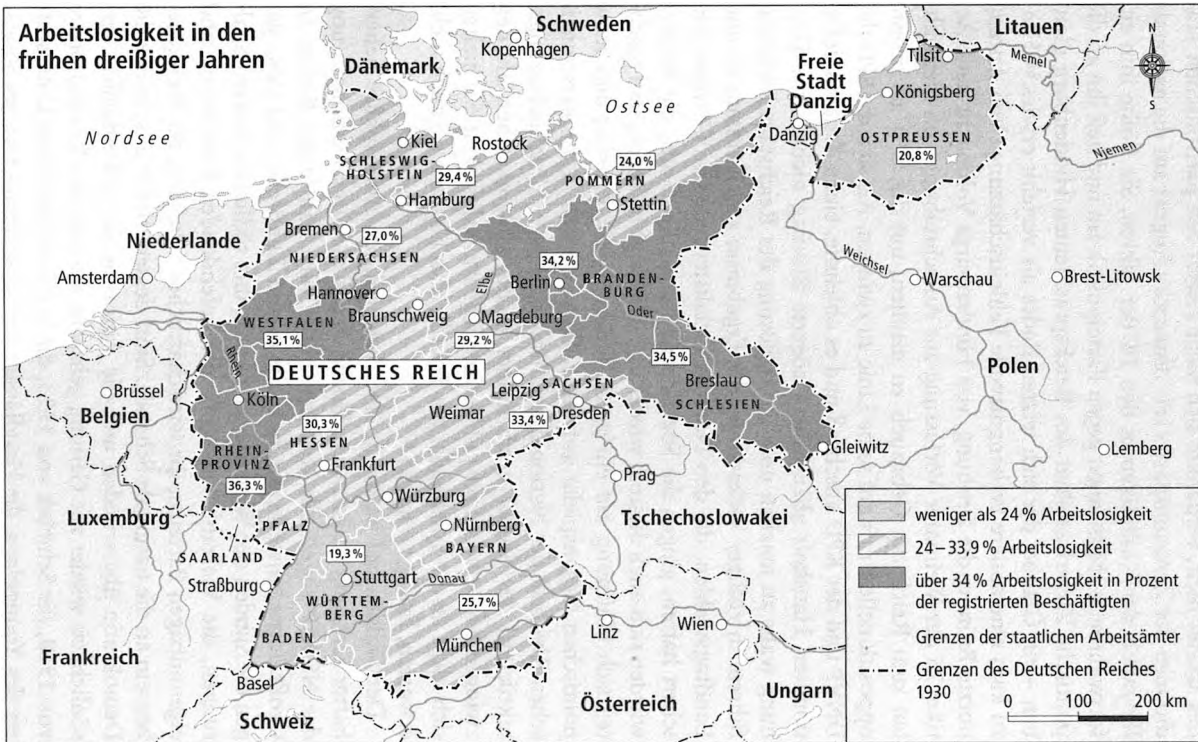 Arbeitslosigkeit in den
frühen dreißiger Jahren
Schweden
Kopenhagen
Dänemark
Nordsee
Ostsee
Litauen
Memel
Tilsit
Freie
Stadt
Danzig
Danzig
Königsberg
OSTPREUSSEN
20,8 %
Njemen
N
S
Kiel
SCHLESWIG-
HOLSTEIN
29,4 %
Rostock
24,0 %
POMMERN
Stettin
Hamburg
Bremen
27,0 %
NIEDERSACHSEN
Niederlande
Amsterdam
Hannover
Braunschweig
Elbe
Magdeburg
29,2 %
34,2 %
Berlin
BRANDEN-
BURG
Oder
Weichsel
Warschau
Brest-Litowsk
WESTFALEN
35,1 %
Rhein
DEUTSCHES REICH
34,5 %
Breslau
SCHLESIEN
Polen
Brüssel
Belgien
Köln
Leipzig
SACHSEN
Weimar
33,4 %
Dresden
30,3 %
HESSEN
RHEIN-
PROVINZ
36,3 %
Frankfurt
Gleiwitz
Lemberg
Prag
Luxemburg
PFALZ
Würzburg
Nürnberg
BAYERN
Tschechoslowakei
SAARLAND
Straßburg
19,3 %
Stuttgart
Donau
WÜRTTEM-
BERG
25,7 %
BADEN
München
Linz
Wien
Frankreich
Basel
Schweiz
Österreich
Ungarn
weniger als 24 % Arbeitslosigkeit
24–33,9 % Arbeitslosigkeit
über 34 % Arbeitslosigkeit in Prozent
der registrierten Beschäftigten
Grenzen der staatlichen Arbeitsämter
Grenzen des Deutschen Reiches
1930
0 100 200 km